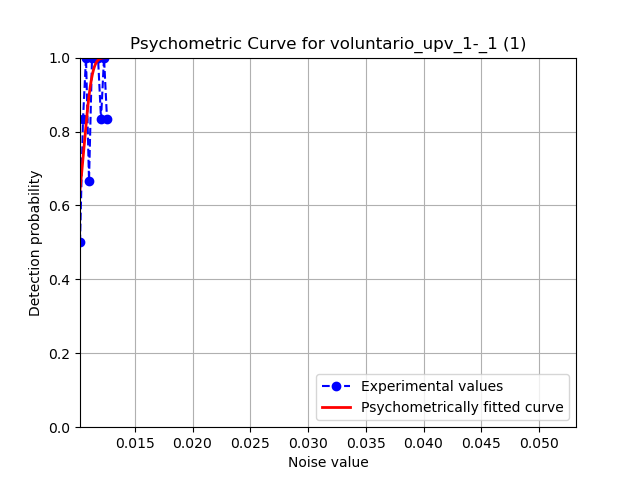 Psychometric Curve for voluntario_upv_1-_1 (1)
1.0
0.8
0.6
0.4
0.2
0.0
Detection probability
Experimental values
Psychometrically fitted curve
0.015 0.020 0.025 0.030 0.035 0.040 0.045 0.050
Noise value